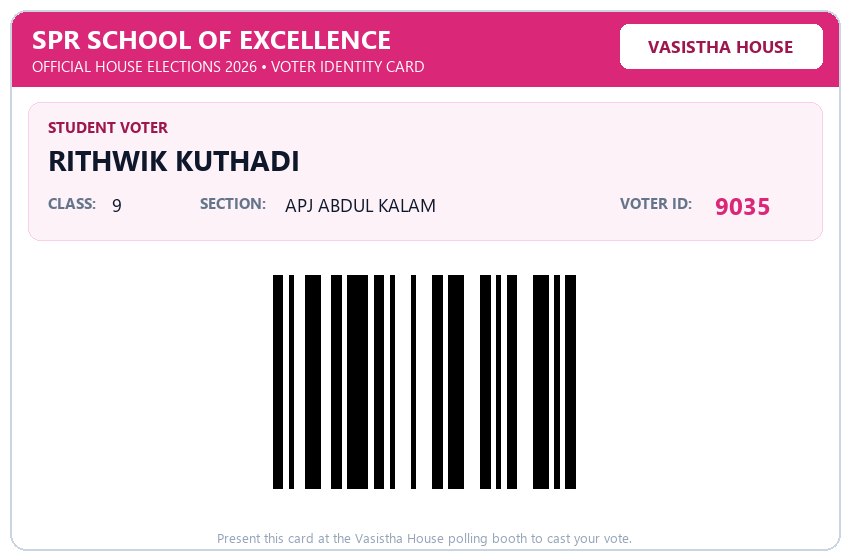 SPR SCHOOL OF EXCELLENCE
OFFICIAL HOUSE ELECTIONS 2026 • VOTER IDENTITY CARD
VASISTHA HOUSE
STUDENT VOTER
RITHWIK KUTHADI
CLASS: 9 SECTION: APJ ABDUL KALAM VOTER ID: 9035
Present this card at the Vasistha House polling booth to cast your vote.